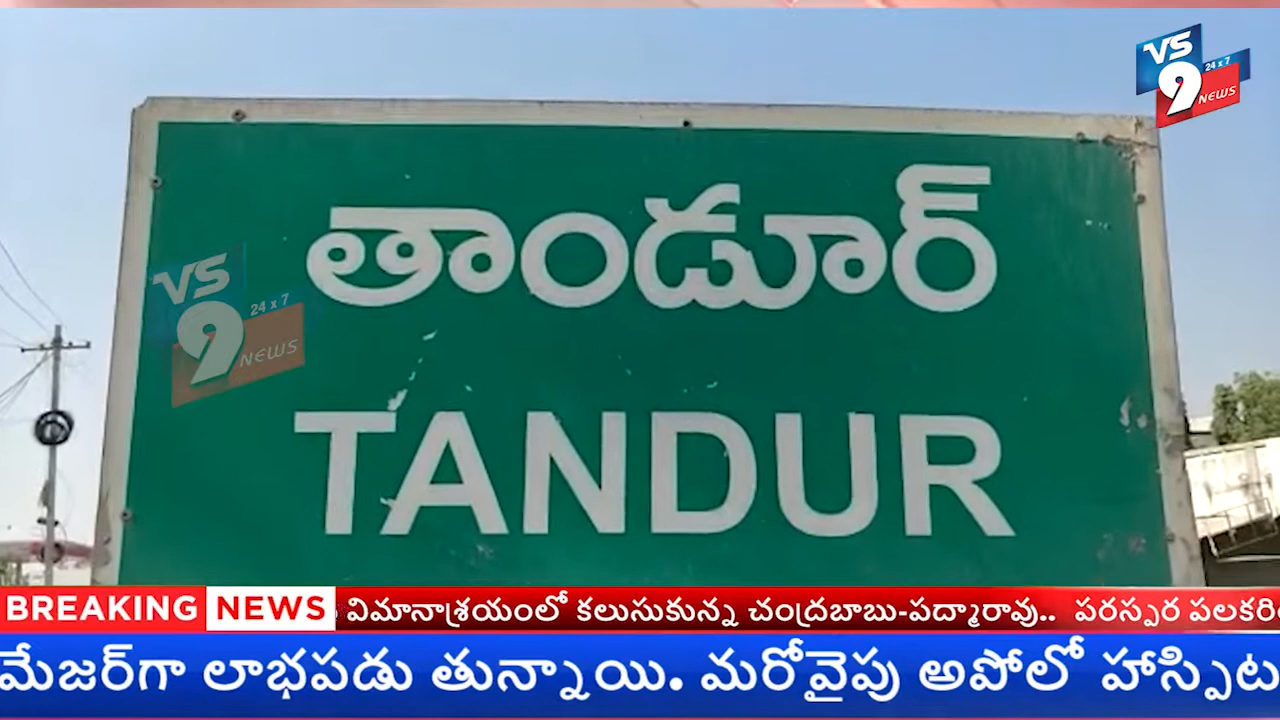 VS
9
24 x 7
NEWS
తాండూర్
VS
9
24 x 7
NEWS
TANDUR
BREAKING NEWS విమానాశ్రయంలో కలుసుకున్న చంద్రబాబు-పద్మారావు.. పరస్పర
మేజర్‌గా లాభపడు తున్నాయి. మరోవైపు అపోలో